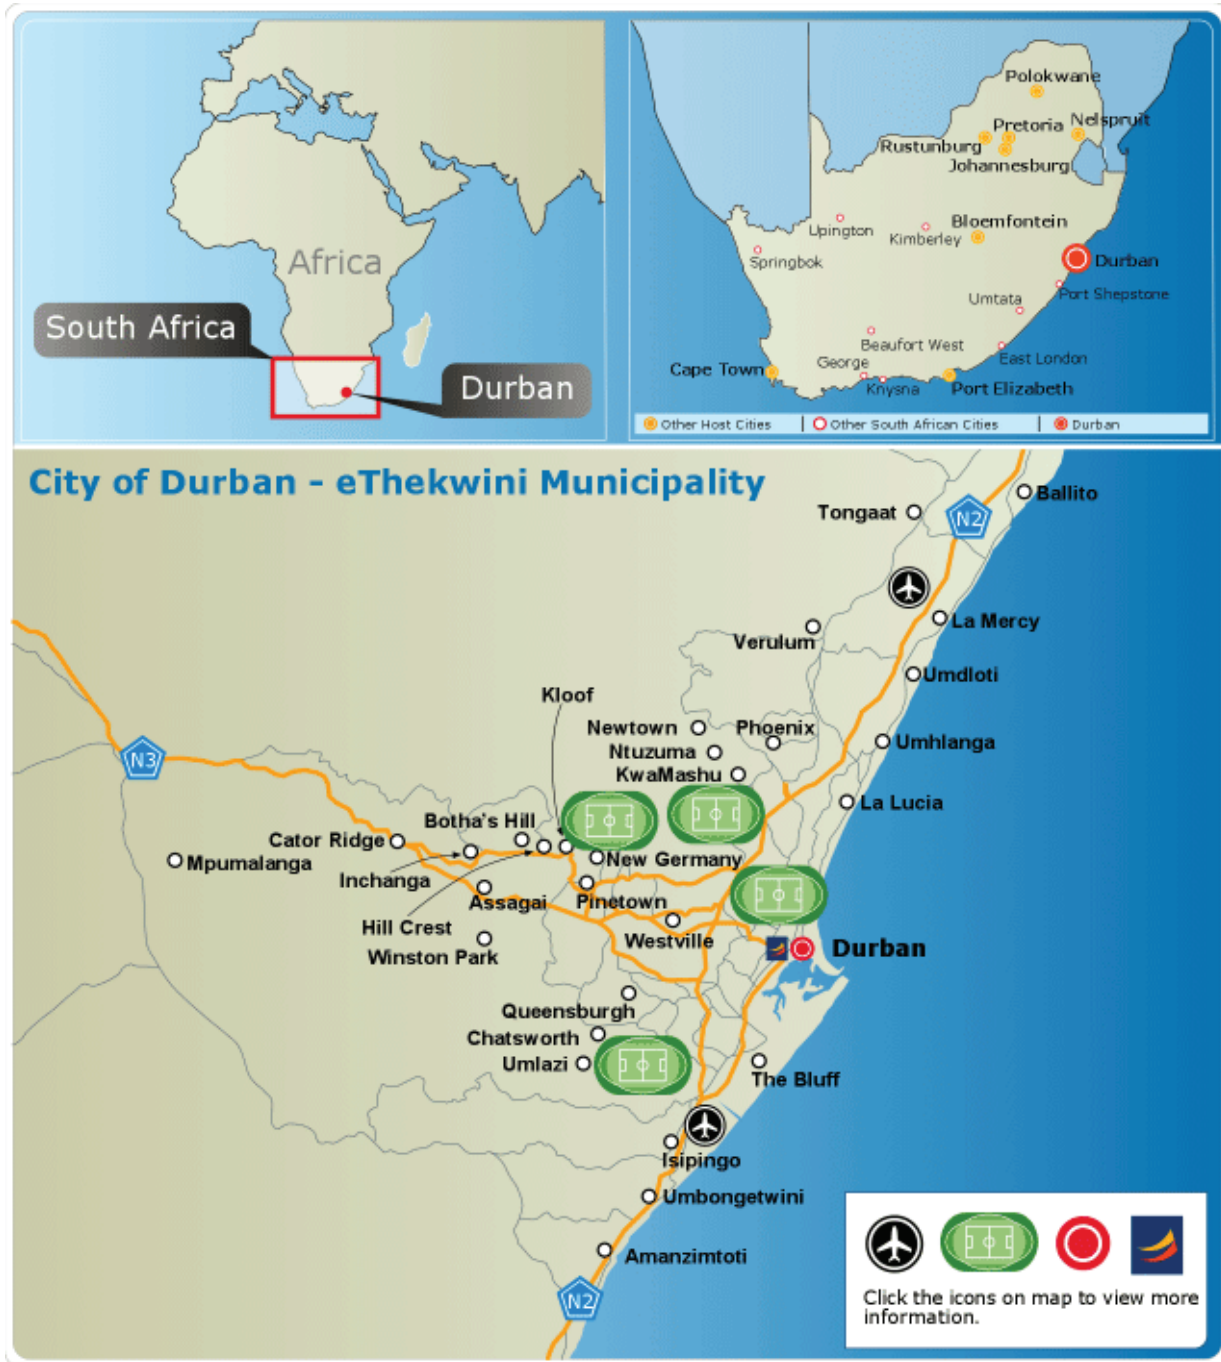 Africa
South Africa
Durban
Polokwane
Nelspruit
Pretoria
Rustunburg
Johannesburg
Bloemfontein
Upington
Kimberley
Springbok
Durban
Port Shepstone
Umtata
Beaufort West
East London
George
Cape Town
Knysna
Port Elizabeth
Other Host Cities
Other South African Cities
Durban
City of Durban - eThekwini Municipality
Ballito
Tongaat
N2
La Mercy
Verulum
Umdloti
Kloof
Newtown
Phoenix
Umhlanga
Ntuzuma
N3
KwaMashu
La Lucia
Botha's Hill
Cator Ridge
Mpumalanga
New Germany
Inchanga
Assagai
Pinetown
Hill Crest
Westville
Durban
Winston Park
Queensburgh
Chatsworth
Umlazi
The Bluff
Isipingo
Umbongetwini
Amanzimtoti
N2
Click the icons on map to view more
information.